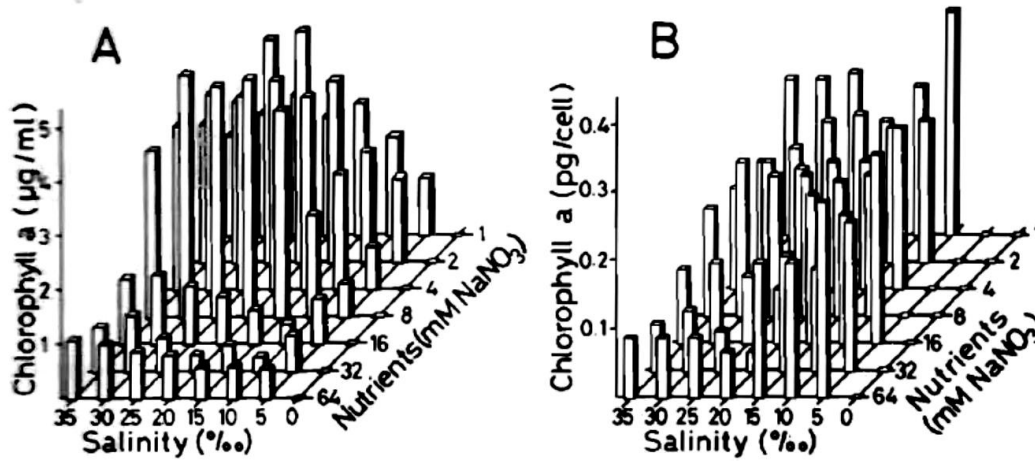 A
Chlorophyll a (µg/ml)
5
4
3
2
1
35 30 25 20 15 10 5 0
Salinity (‰)
1
2
4
8
16
32
64
Nutrients (mM NaNO3)
B
Chlorophyll a (pg/cell)
0.4
0.3
0.2
0.1
35 30 25 20 15 10 5 0
Salinity (‰)
2
4
8
16
32
64
Nutrients
(mM NaNO3)